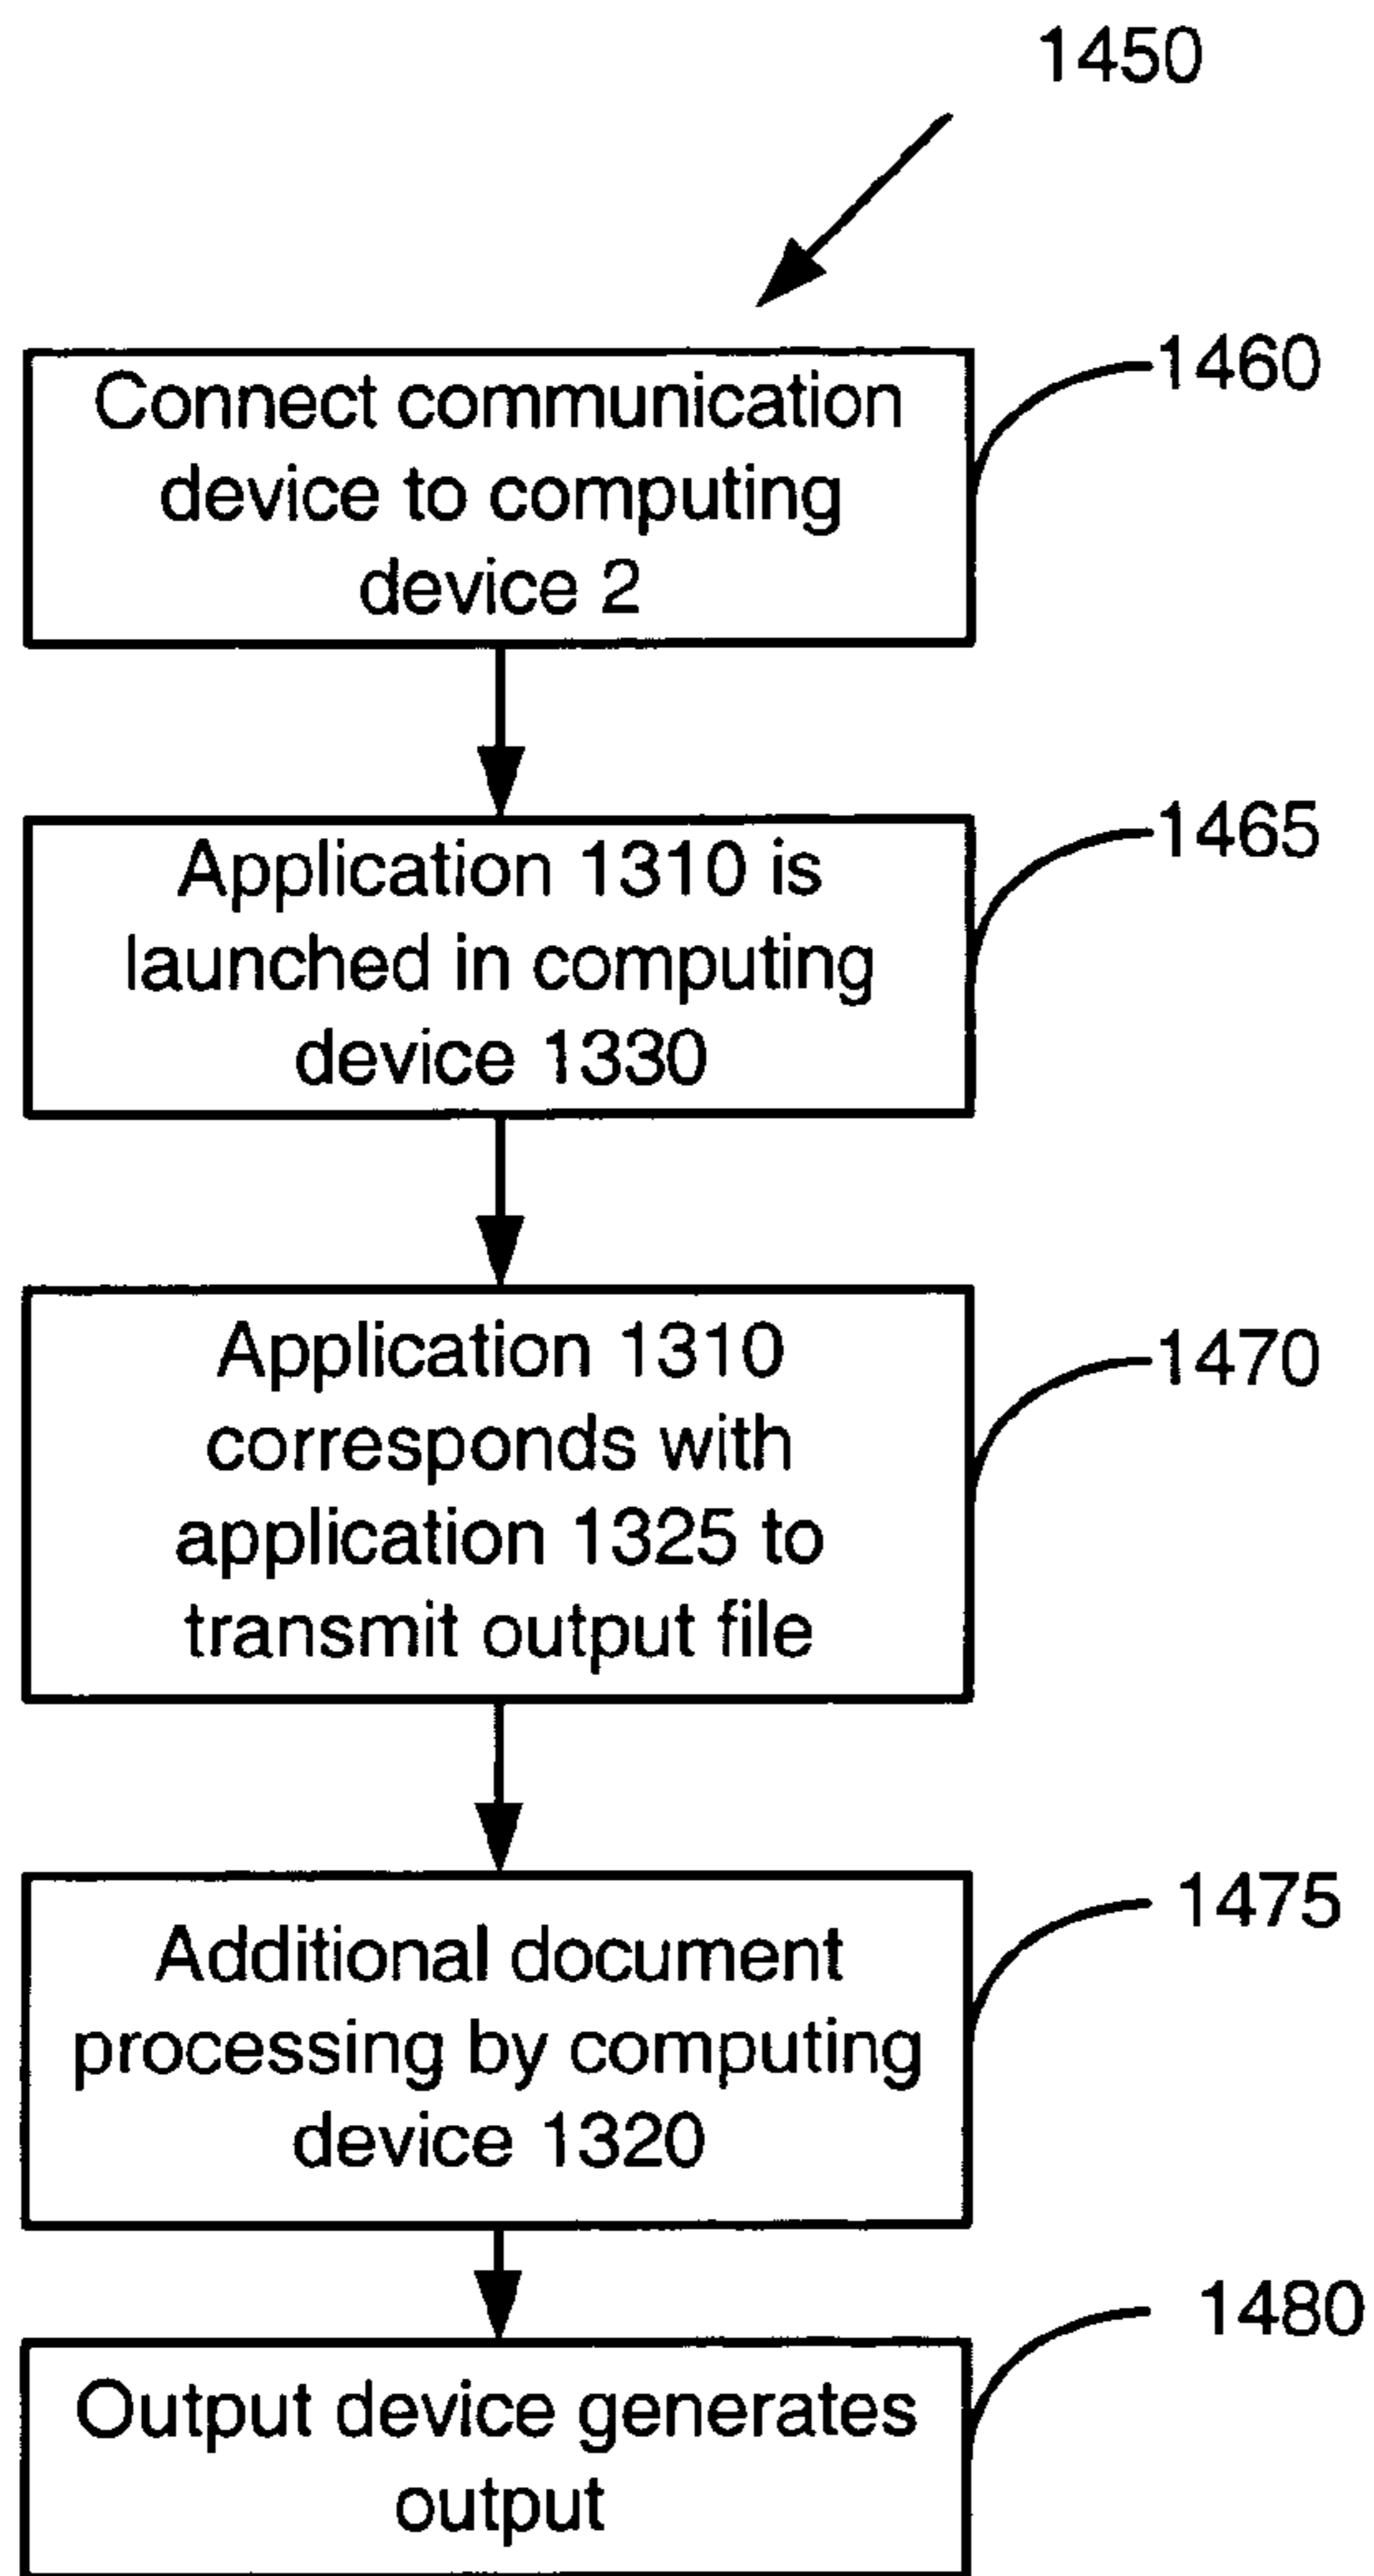 1450
Connect communication
device to computing
device 2
1460
Application 1310 is
launched in computing
device 1330
1465
Application 1310
corresponds with
application 1325 to
transmit output file
1470
Additional document
processing by computing
device 1320
1475
Output device generates
output
1480